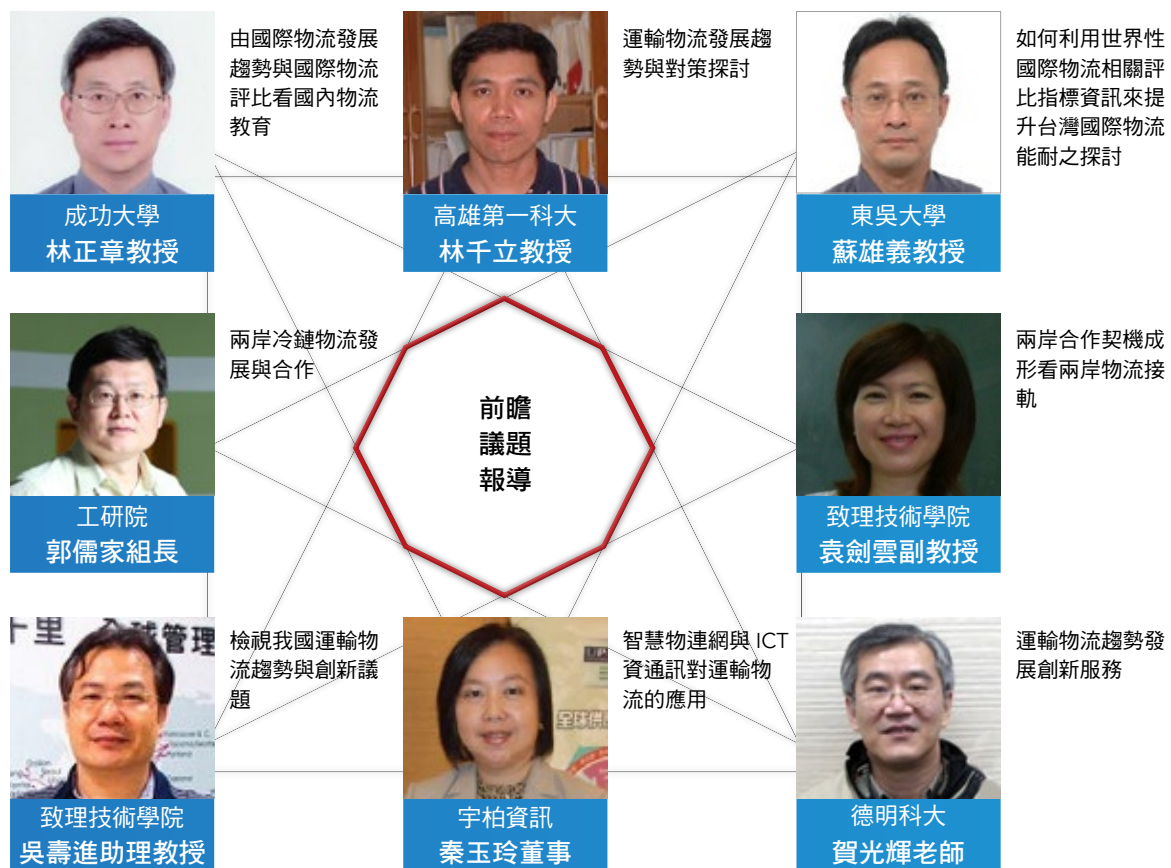 由國際物流發展
趨勢與國際物流
評比看國內物流
教育
成功大學
林正章教授
運輸物流發展趨
勢與對策探討
高雄第一科大
林千立教授
如何利用世界性
國際物流相關評
比指標資訊來提
升台灣國際物流
能耐之探討
東吳大學
蘇雄義教授
兩岸冷鏈物流發
展與合作
工研院
郭儒家組長
前瞻
議題
報導
兩岸合作契機成
形看兩岸物流接
軌
致理技術學院
袁劍雲副教授
千里
全球管理
檢視我國運輸物
流趨勢與創新議
題
致理技術學院
吳壽進助理教授
智慧物連網與 ICT
資通訊對運輸物
流的應用
全球供
宇柏資訊
秦玉玲董事
運輸物流趨勢發
展創新服務
德明科大
賀光輝老師